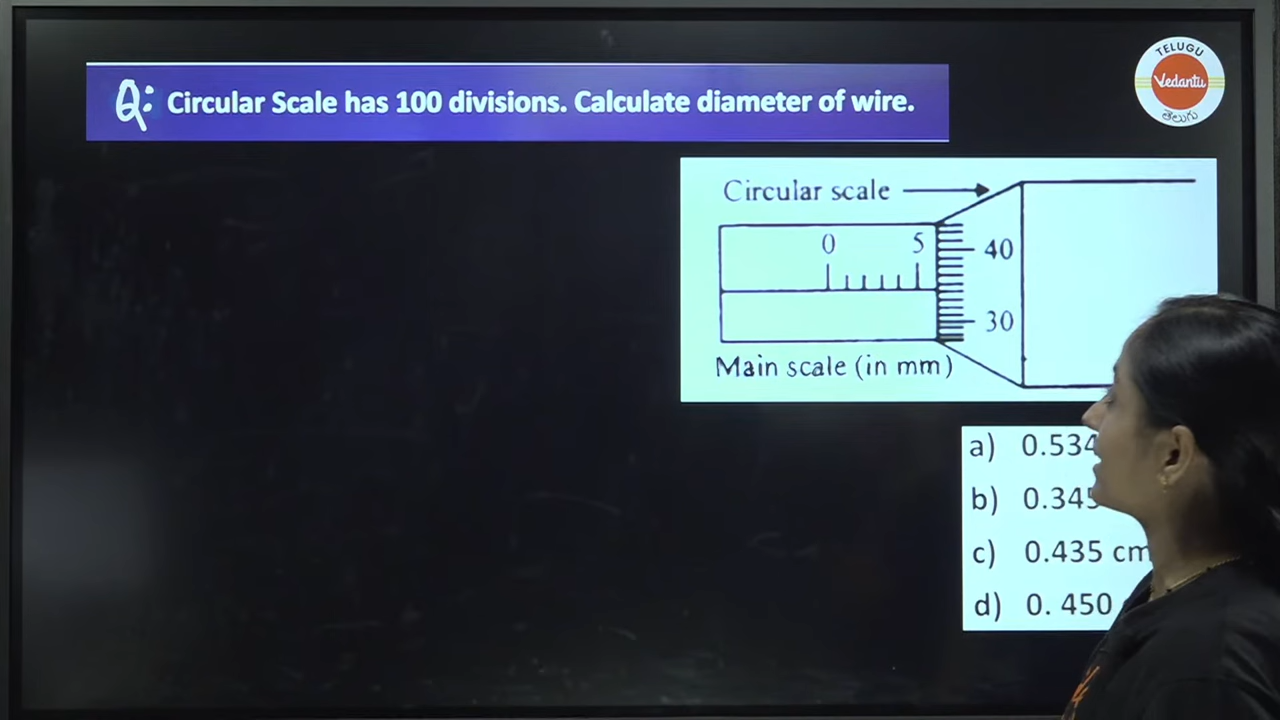 Q: Circular Scale has 100 divisions. Calculate diameter of wire.
TELUGU
Vedantu
తెలుగు
Circular scale
0 5
40
30
Main scale (in mm)
a) 0.534
b) 0.345
c) 0.435 cm
d) 0. 450